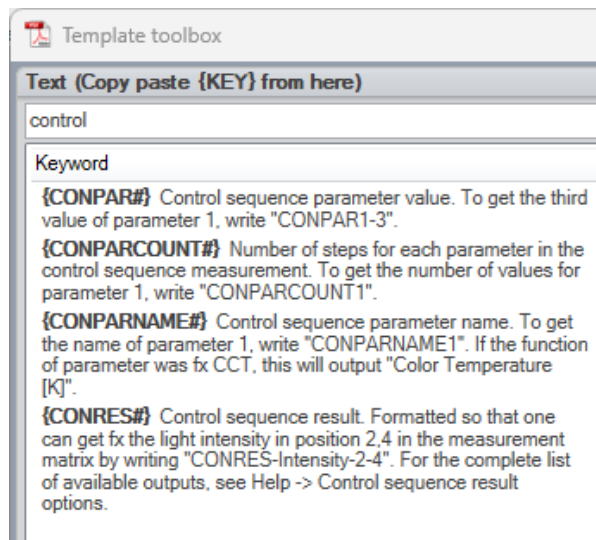 Template toolbox
Text (Copy paste {KEY} from here)
control
Keyword
{CONPAR#} Control sequence parameter value. To get the third
value of parameter 1, write "CONPAR1-3".
{CONPARCOUNT#} Number of steps for each parameter in the
control sequence measurement. To get the number of values for
parameter 1, write "CONPARCOUNT1".
{CONPARNAME#} Control sequence parameter name. To get
the name of parameter 1, write "CONPARNAME1". If the function
of parameter was fx CCT, this will output "Color Temperature
[K]".
{CONRES#} Control sequence result. Formatted so that one
can get fx the light intensity in position 2,4 in the measurement
matrix by writing "CONRES-Intensity-2-4". For the complete list
of available outputs, see Help -> Control sequence result
options.